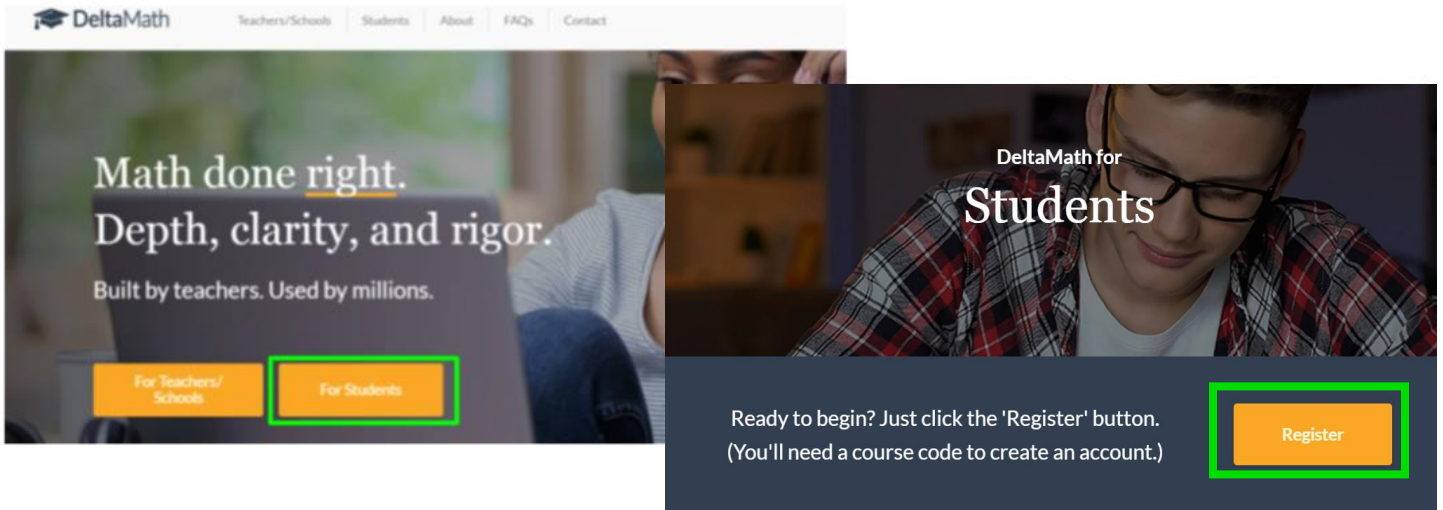 DeltaMath
Teachers/Schools Students About FAQs Contact
Math done right.
Depth, clarity, and rigor.
Built by teachers. Used by millions.
For Teachers/
Schools
For Students
DeltaMath for
Students
Ready to begin? Just click the 'Register' button.
(You'll need a course code to create an account.)
Register